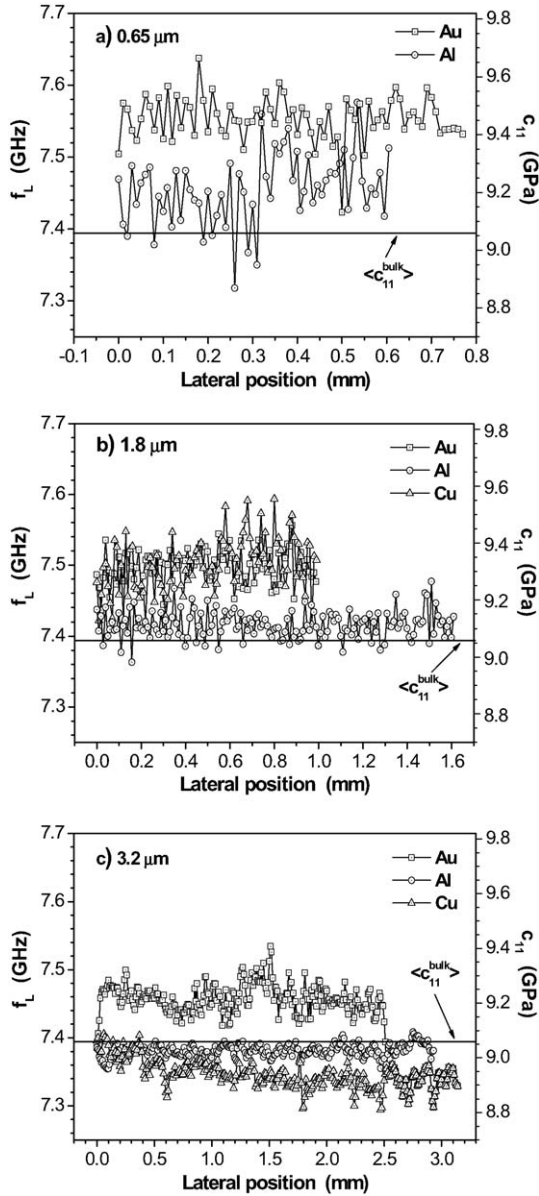 a) 0.65 μm
Au
Al
7.7
7.6
7.5
7.4
7.3
f_L (GHz)
9.8
9.6
9.4
9.2
9.0
8.8
c_11 (GPa)
<c_11^bulk>
-0.1 0.0 0.1 0.2 0.3 0.4 0.5 0.6 0.7 0.8
Lateral position (mm)
b) 1.8 μm
Au
Al
Cu
7.7
7.6
7.5
7.4
7.3
f_L (GHz)
9.8
9.6
9.4
9.2
9.0
8.8
c_11 (GPa)
<c_11^bulk>
0.0 0.2 0.4 0.6 0.8 1.0 1.2 1.4 1.6
Lateral position (mm)
c) 3.2 μm
Au
Al
Cu
7.7
7.6
7.5
7.4
7.3
f_L (GHz)
9.8
9.6
9.4
9.2
9.0
8.8
c_11 (GPa)
<c_11^bulk>
0.0 0.5 1.0 1.5 2.0 2.5 3.0
Lateral position (mm)